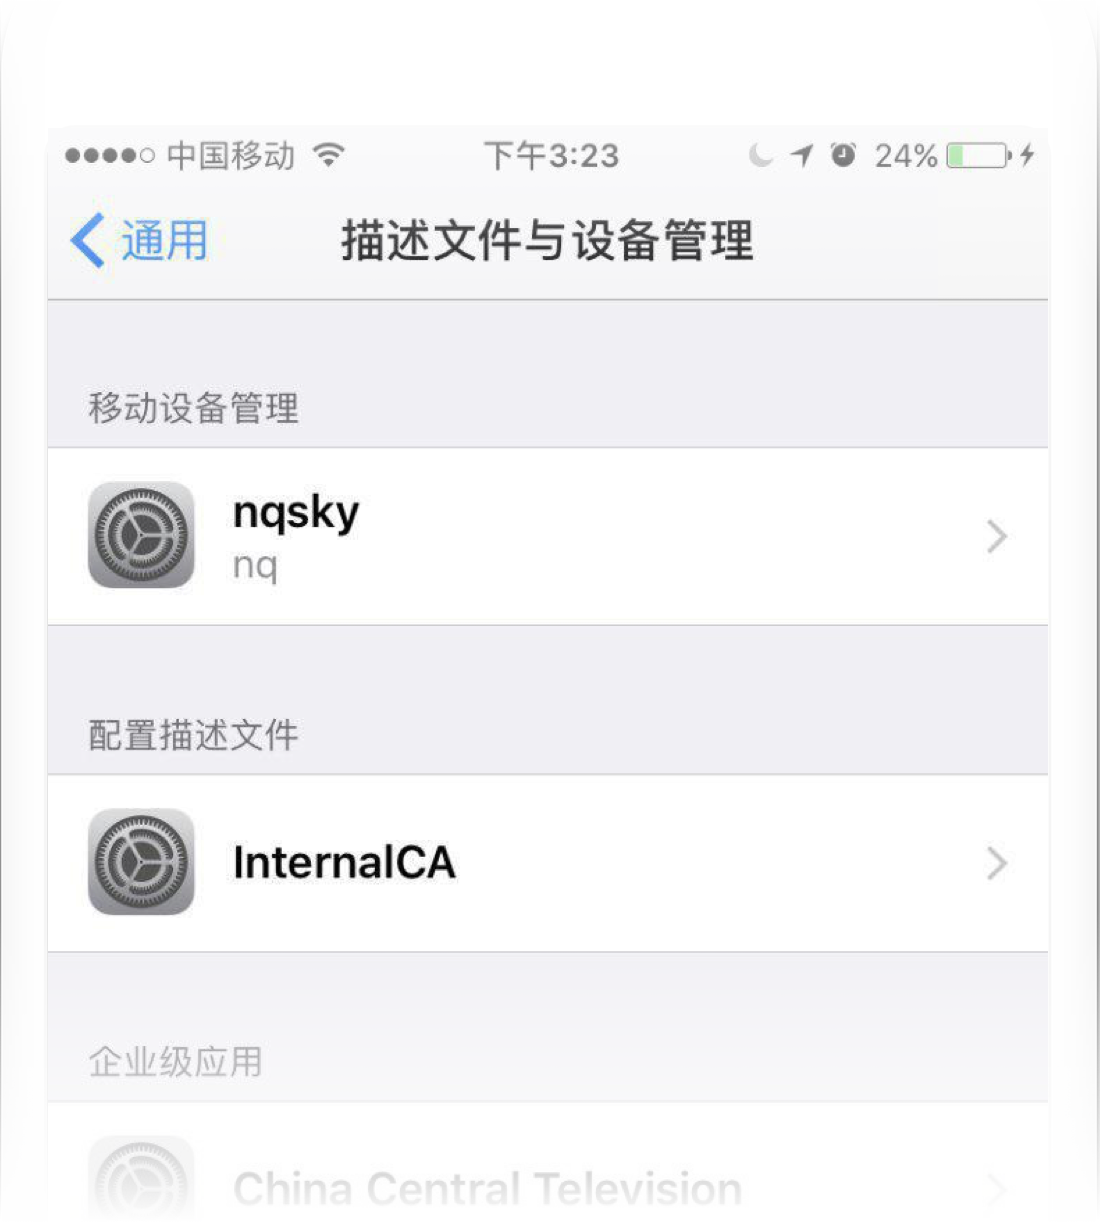 中国移动 下午3:23 24%
通用 描述文件与设备管理
移动设备管理
nqsky
nq
配置描述文件
InternalCA
企业级应用
China Central Television